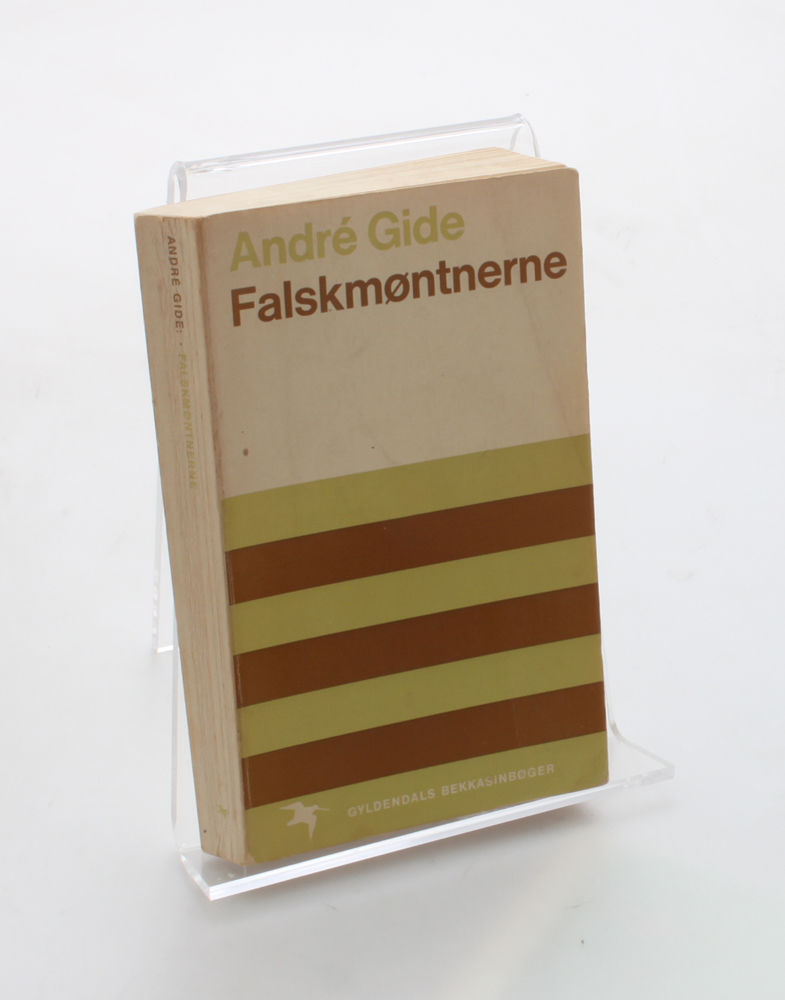 André Gide
Falskmøntnerne
ANDRÉ GIDE: · FALSKMØNTNERNE
GYLDENDALS BEKKASINBØGER